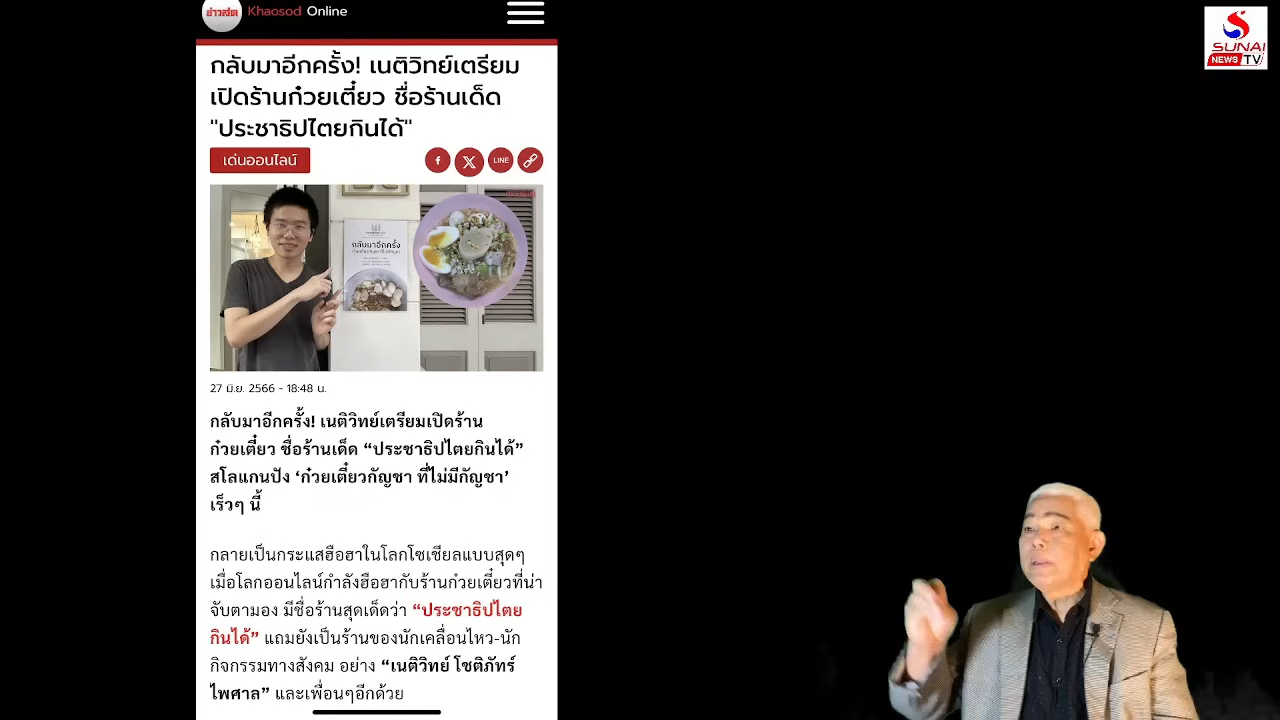 ข่าวสด Khaosod Online
SUNAI
NEWS TV
กลับมาอีกครั้ง! เนติวิทย์เตรียม
เปิดร้านก๋วยเตี๋ยว ชื่อร้านเด็ด
"ประชาธิปไตยกินได้"
เด่นออนไลน์
f X LINE
กลับมาอีกครั้ง
27 มิ.ย. 2566 - 18:48 น.
กลับมาอีกครั้ง! เนติวิทย์เตรียมเปิดร้าน
ก๋วยเตี๋ยว ชื่อร้านเด็ด “ประชาธิปไตยกินได้”
สโลแกนปัง ‘ก๋วยเตี๋ยวกัญชา ที่ไม่มีกัญชา’
เร็วๆ นี้
กลายเป็นกระแสฮือฮาในโลกโซเชียลแบบสุดๆ
เมื่อโลกออนไลน์กำลังฮือฮากับร้านก๋วยเตี๋ยวที่น่า
จับตามอง มีชื่อร้านสุดเด็ดว่า “ประชาธิปไตย
กินได้” แถมยังเป็นร้านของนักเคลื่อนไหว-นัก
กิจกรรมทางสังคม อย่าง “เนติวิทย์ โชติภัทร์
ไพศาล” และเพื่อนๆอีกด้วย